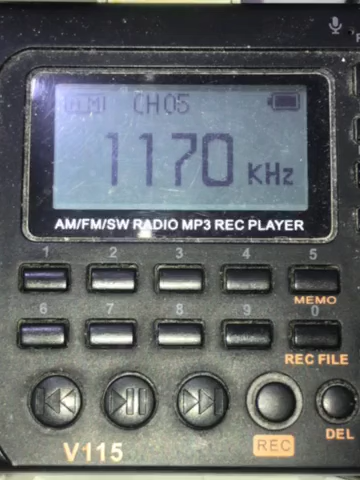 AM CH05
1170 KHz
AM/FM/SW RADIO MP3 REC PLAYER
1 2 3 4 5
MEMO
6 7 8 9 0
REC FILE
DEL
REC
V115